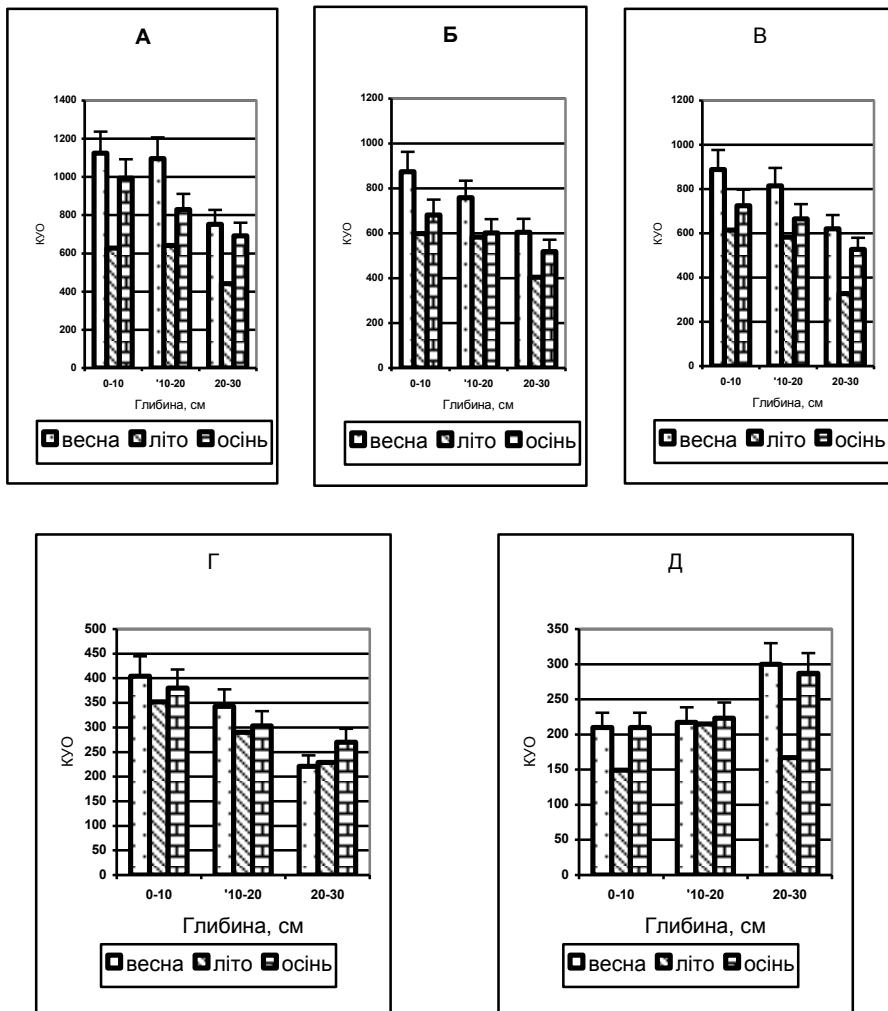 А
КУО
1400
1200
1000
800
600
400
200
0
0-10 '10-20 20-30
Глибина, см
весна літо осінь
Б
КУО
1200
1000
800
600
400
200
0
0-10 '10-20 20-30
Глибина, см
весна літо осінь
В
КУО
1200
1000
800
600
400
200
0
0-10 '10-20 20-30
Глибина, см
весна літо осінь
Г
КУО
500
450
400
350
300
250
200
150
100
50
0
0-10 '10-20 20-30
Глибина, см
весна літо осінь
Д
КУО
350
300
250
200
150
100
50
0
0-10 '10-20 20-30
Глибина, см
весна літо осінь